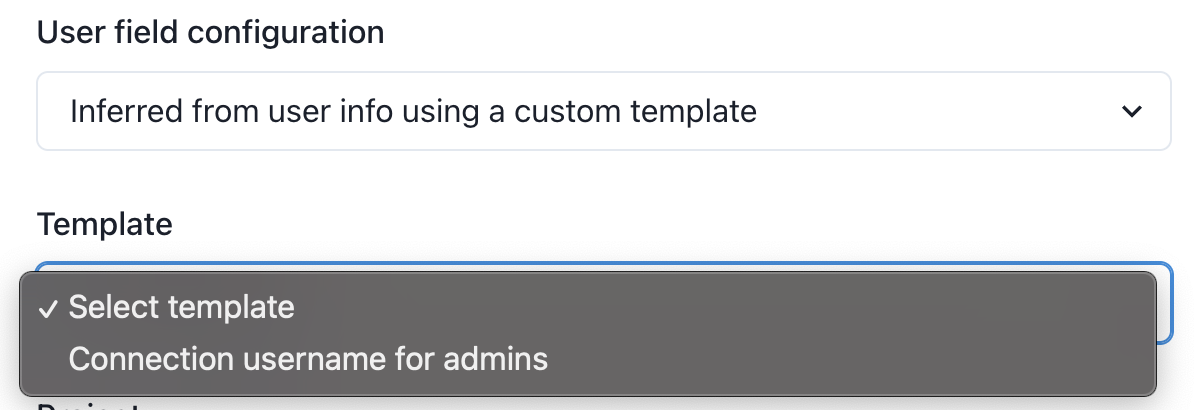 User field configuration
Inferred from user info using a custom template
Template
✓ Select template
Connection username for admins